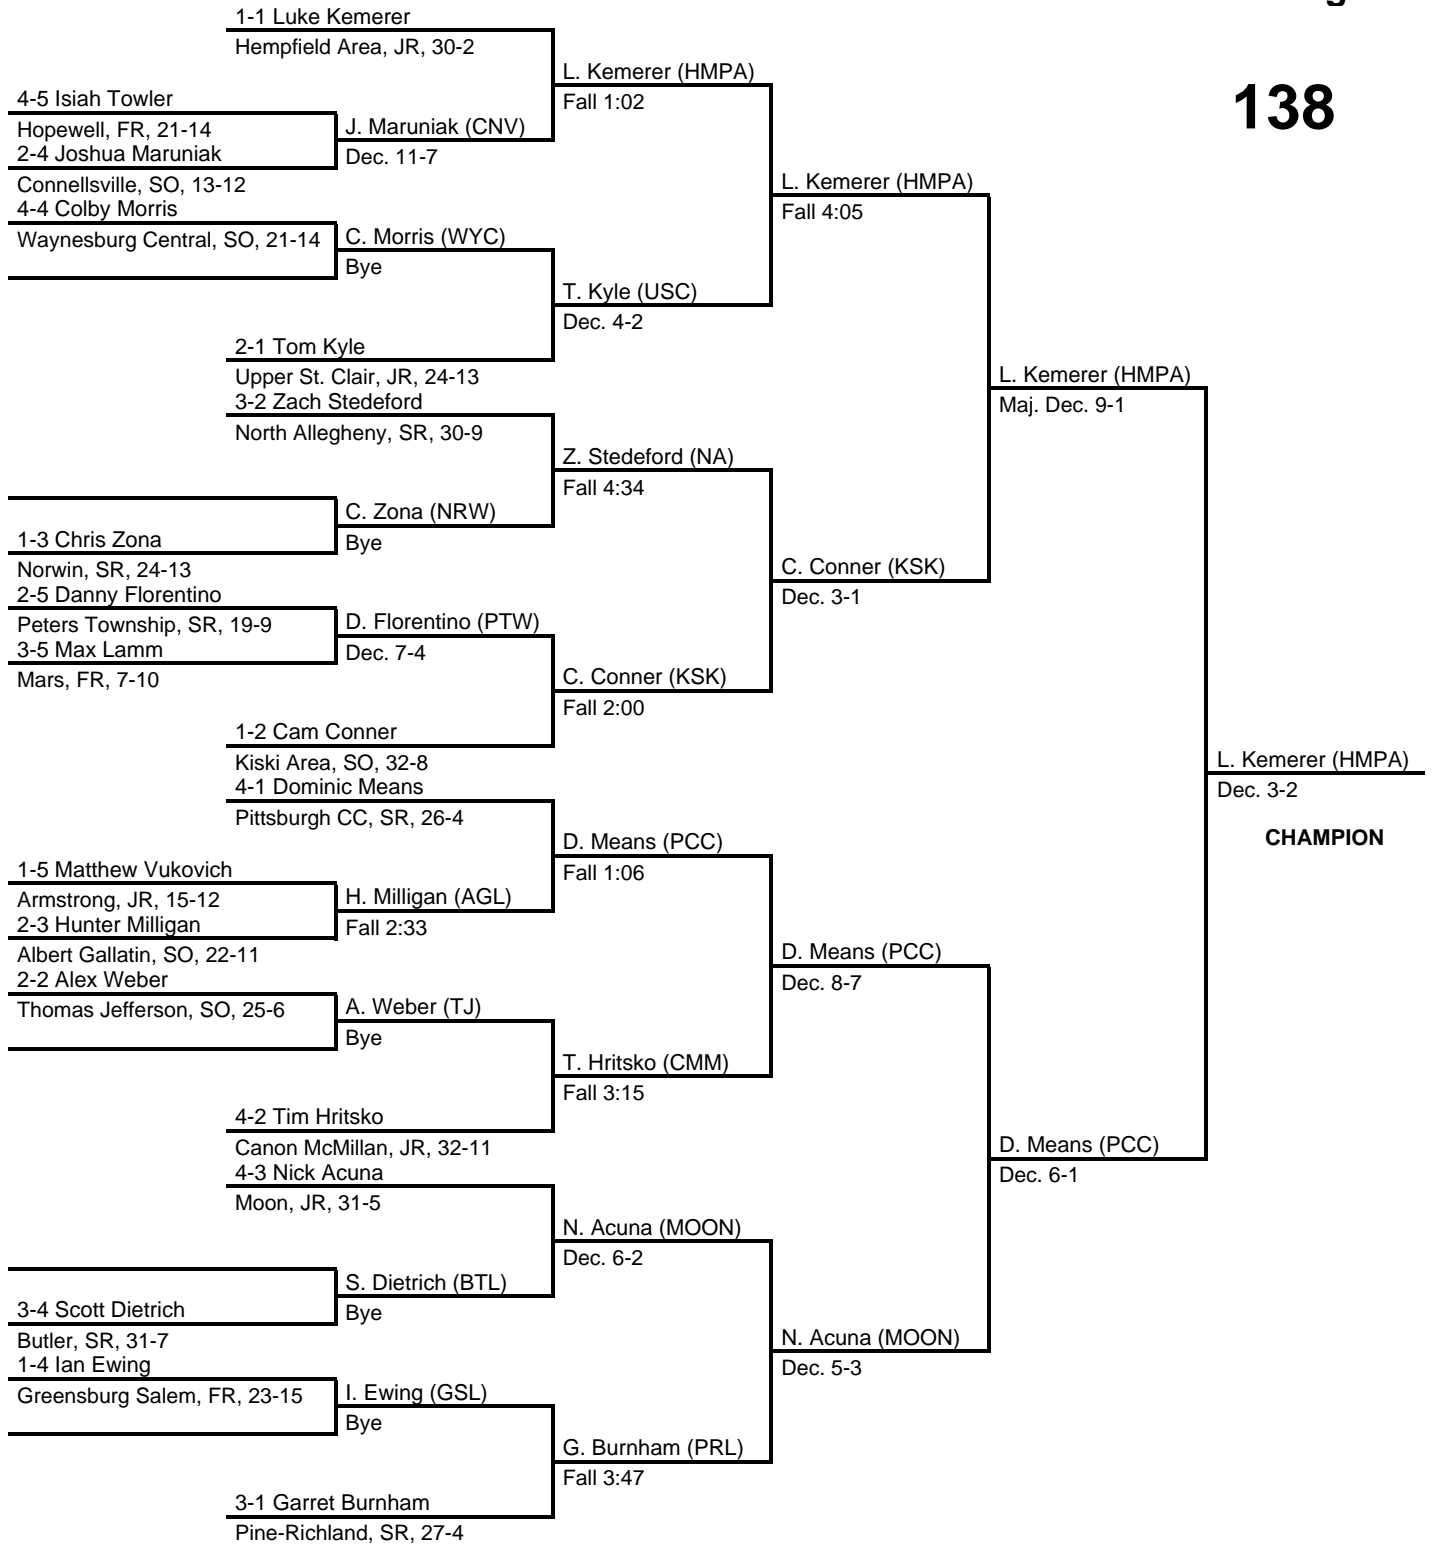 g
138
1-1 Luke Kemerer
Hempfield Area, JR, 30-2
L. Kemerer (HMPA)
Fall 1:02
4-5 Isiah Towler
Hopewell, FR, 21-14
2-4 Joshua Maruniak
J. Maruniak (CNV)
Dec. 11-7
Connellsville, SO, 13-12
4-4 Colby Morris
L. Kemerer (HMPA)
Fall 4:05
Waynesburg Central, SO, 21-14
C. Morris (WYC)
Bye
T. Kyle (USC)
Dec. 4-2
2-1 Tom Kyle
Upper St. Clair, JR, 24-13
3-2 Zach Stedeford
North Allegheny, SR, 30-9
L. Kemerer (HMPA)
Maj. Dec. 9-1
Z. Stedeford (NA)
Fall 4:34
C. Zona (NRW)
Bye
1-3 Chris Zona
Norwin, SR, 24-13
2-5 Danny Florentino
C. Conner (KSK)
Dec. 3-1
Peters Township, SR, 19-9
3-5 Max Lamm
D. Florentino (PTW)
Dec. 7-4
Mars, FR, 7-10
C. Conner (KSK)
Fall 2:00
1-2 Cam Conner
Kiski Area, SO, 32-8
4-1 Dominic Means
Pittsburgh CC, SR, 26-4
L. Kemerer (HMPA)
Dec. 3-2
CHAMPION
D. Means (PCC)
Fall 1:06
1-5 Matthew Vukovich
Armstrong, JR, 15-12
2-3 Hunter Milligan
H. Milligan (AGL)
Fall 2:33
Albert Gallatin, SO, 22-11
2-2 Alex Weber
D. Means (PCC)
Dec. 8-7
Thomas Jefferson, SO, 25-6
A. Weber (TJ)
Bye
T. Hritsko (CMM)
Fall 3:15
4-2 Tim Hritsko
Canon McMillan, JR, 32-11
4-3 Nick Acuna
Moon, JR, 31-5
D. Means (PCC)
Dec. 6-1
N. Acuna (MOON)
Dec. 6-2
S. Dietrich (BTL)
Bye
3-4 Scott Dietrich
Butler, SR, 31-7
1-4 Ian Ewing
N. Acuna (MOON)
Dec. 5-3
Greensburg Salem, FR, 23-15
I. Ewing (GSL)
Bye
G. Burnham (PRL)
Fall 3:47
3-1 Garret Burnham
Pine-Richland, SR, 27-4